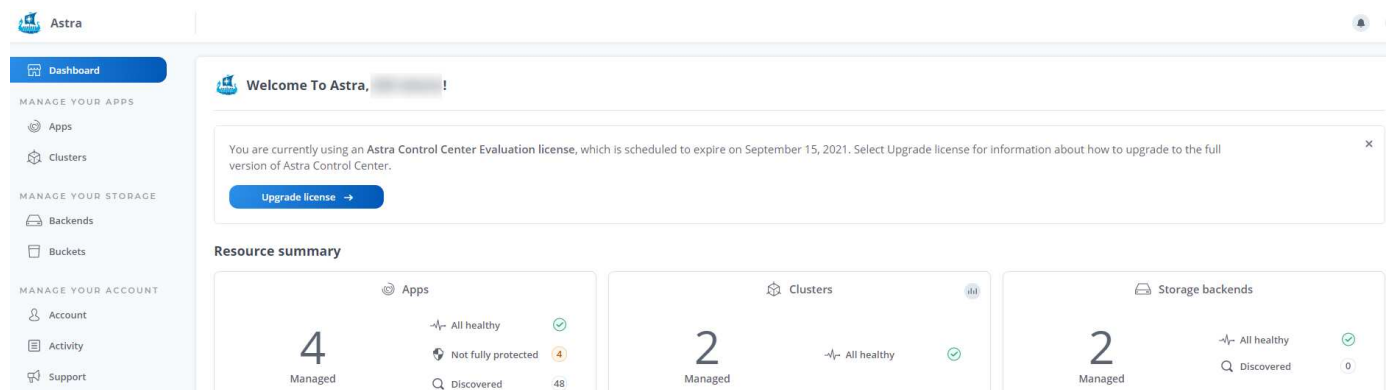 Astra
Dashboard
MANAGE YOUR APPS
Apps
Clusters
MANAGE YOUR STORAGE
Backends
Buckets
MANAGE YOUR ACCOUNT
Account
Activity
Support
Welcome To Astra, !
You are currently using an Astra Control Center Evaluation license, which is scheduled to expire on September 15, 2021. Select Upgrade license for information about how to upgrade to the full
version of Astra Control Center.
Upgrade license →
Resource summary
Apps
4
Managed
All healthy
Not fully protected 4
Discovered 48
Clusters
2
Managed
All healthy
Storage backends
2
Managed
All healthy
Discovered 0